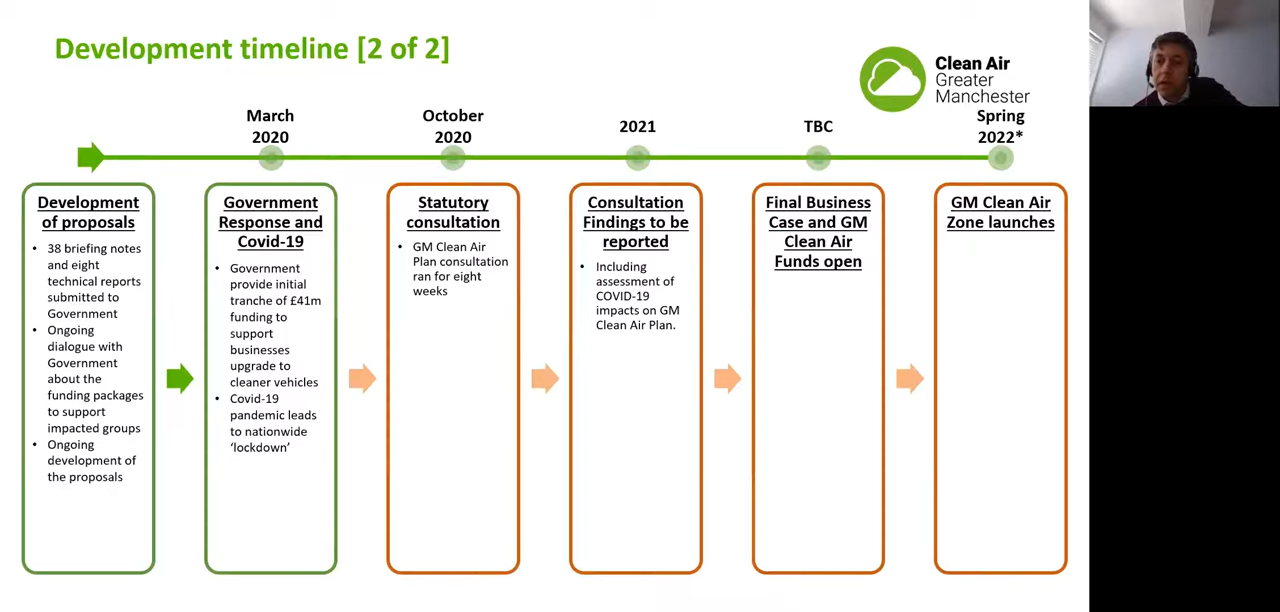 Development timeline [2 of 2]
Clean Air
Greater
Manchester
March
2020
October
2020
2021
TBC
Spring
2022*
Development
of proposals
• 38 briefing notes
and eight
technical reports
submitted to
Government
• Ongoing
dialogue with
Government
about the
funding packages
to support
impacted groups
• Ongoing
development of
the proposals
Government
Response and
Covid-19
• Government
provide initial
tranche of £41m
funding to
support
businesses
upgrade to
cleaner vehicles
• Covid-19
pandemic leads
to nationwide
‘lockdown’
Statutory
consultation
• GM Clean Air
Plan consultation
ran for eight
weeks
Consultation
Findings to be
reported
• Including
assessment of
COVID-19
impacts on GM
Clean Air Plan.
Final Business
Case and GM
Clean Air
Funds open
GM Clean Air
Zone launches